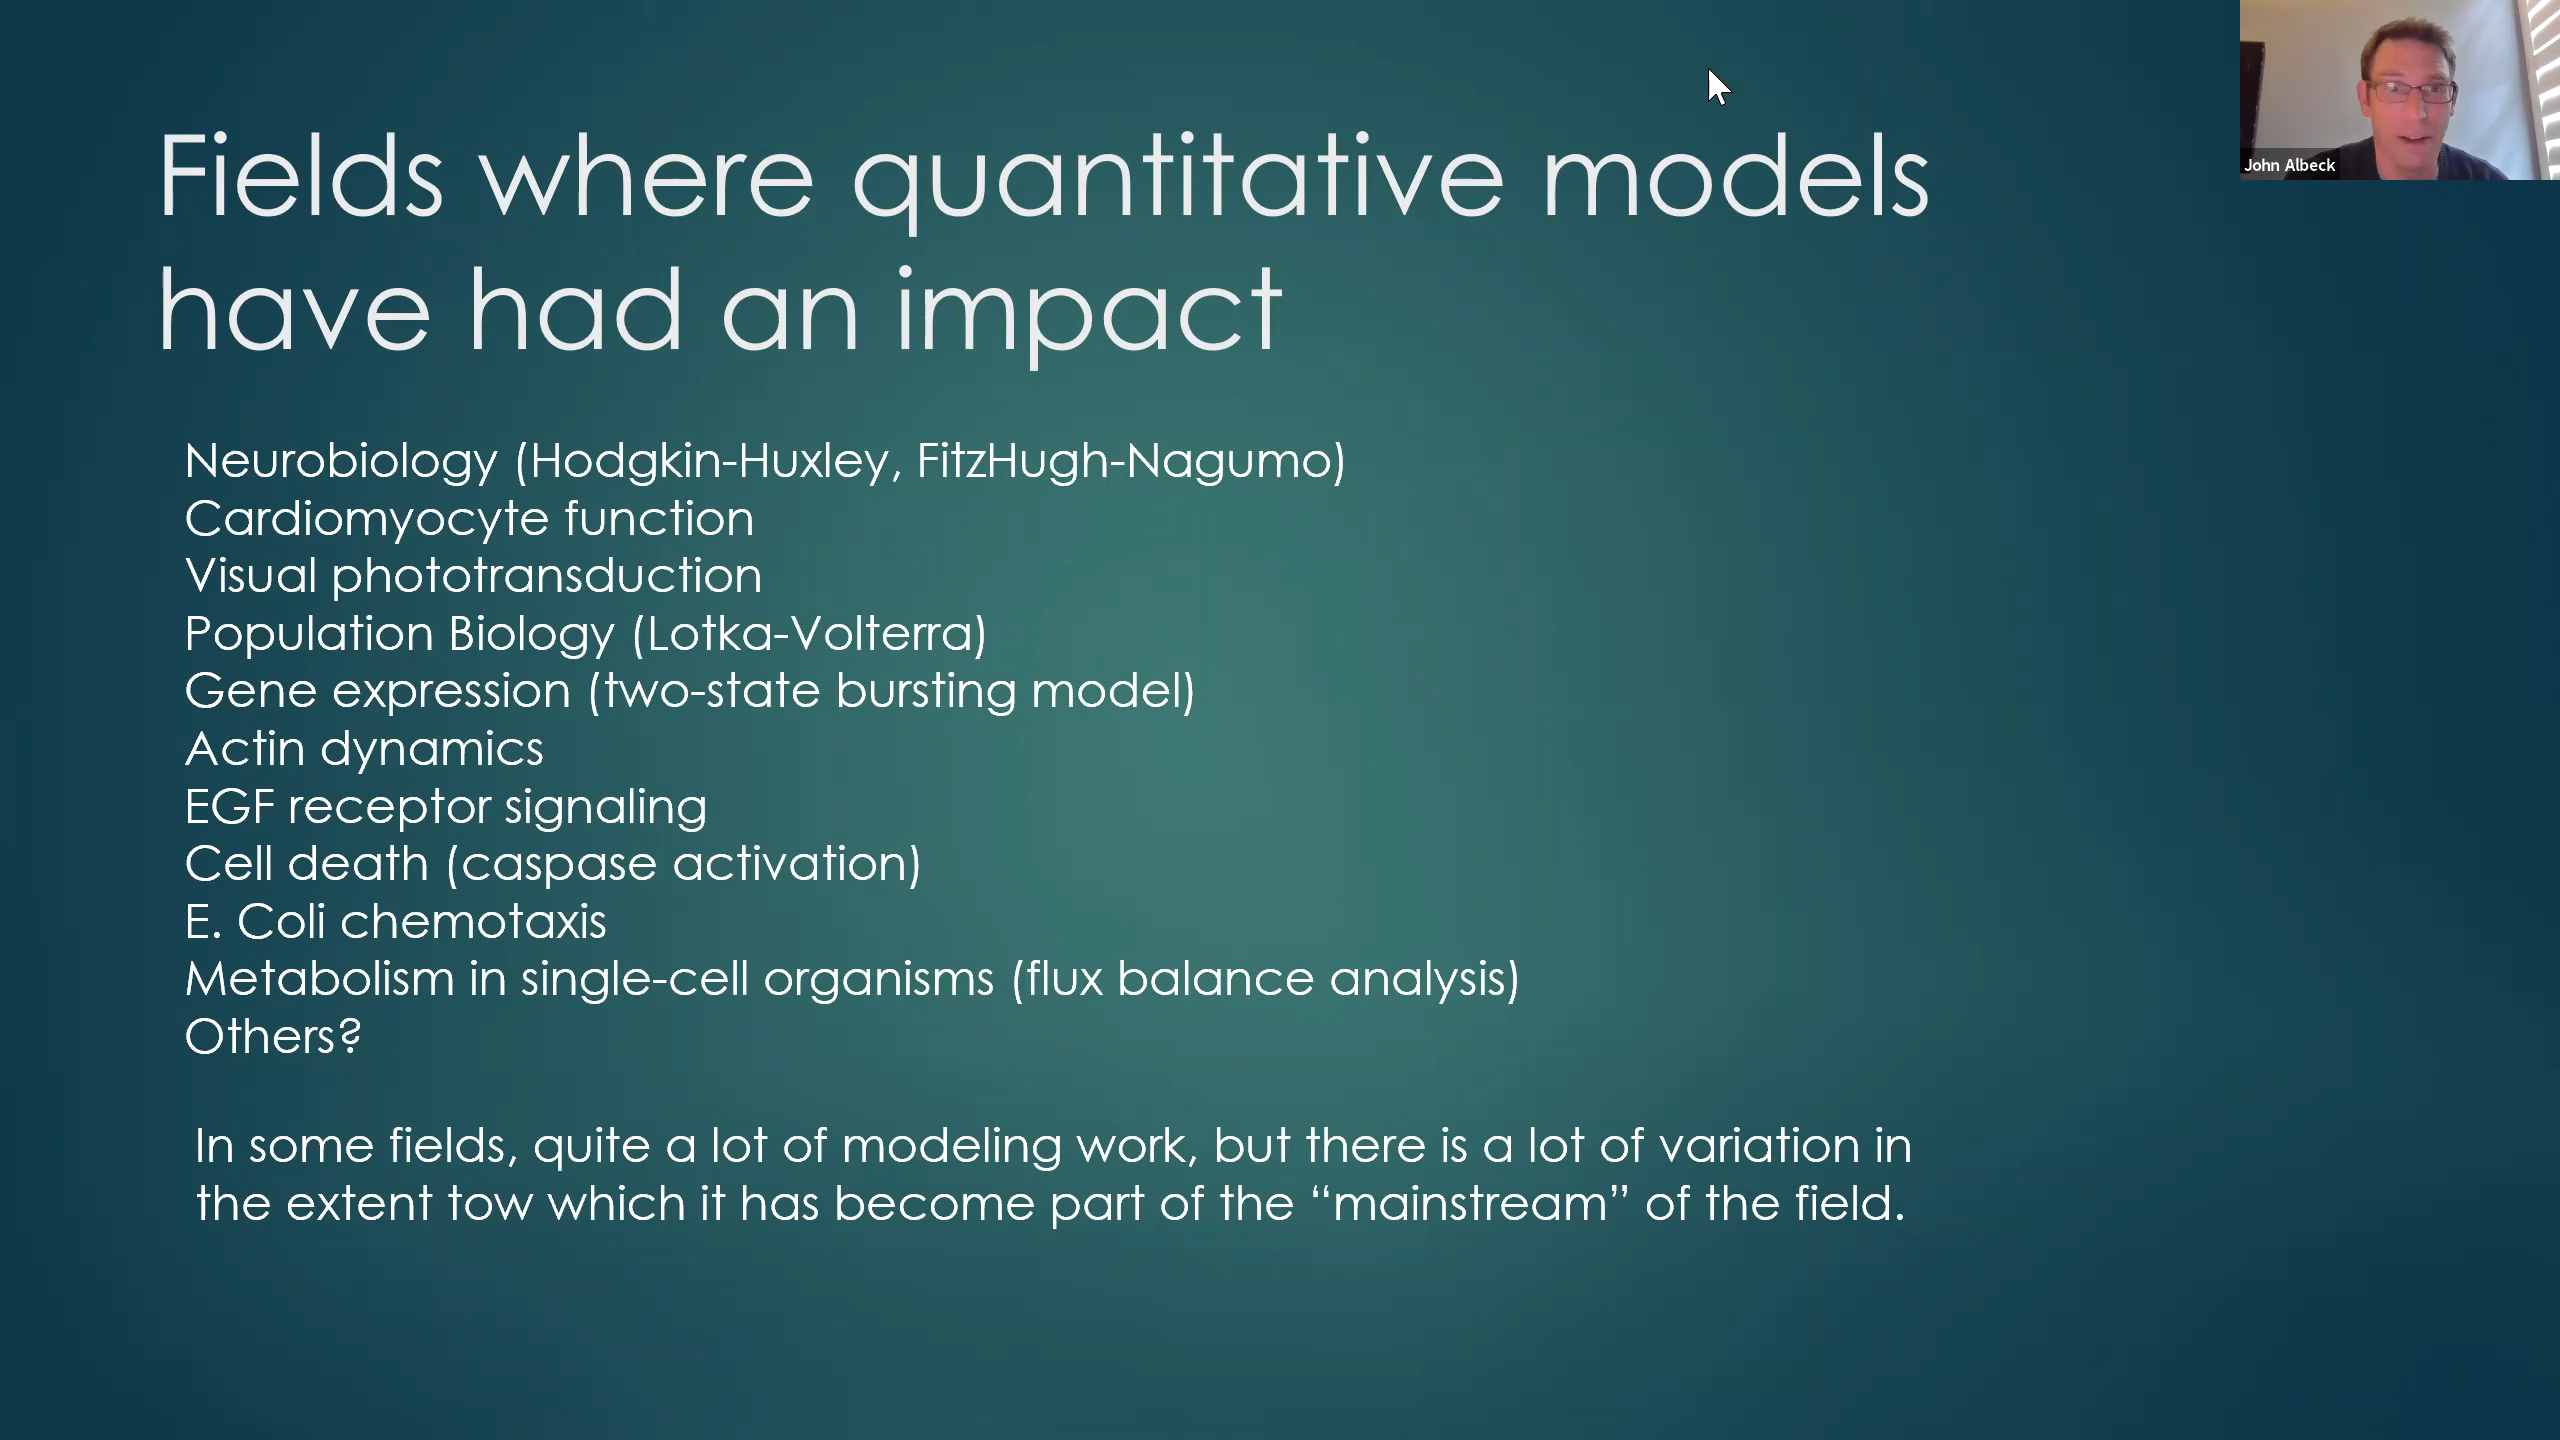 Fields where quantitative models
have had an impact
John Albeck
Neurobiology (Hodgkin-Huxley, FitzHugh-Nagumo)
Cardiomyocyte function
Visual phototransduction
Population Biology (Lotka-Volterra)
Gene expression (two-state bursting model)
Actin dynamics
EGF receptor signaling
Cell death (caspase activation)
E. Coli chemotaxis
Metabolism in single-cell organisms (flux balance analysis)
Others?
In some fields, quite a lot of modeling work, but there is a lot of variation in
the extent tow which it has become part of the “mainstream” of the field.